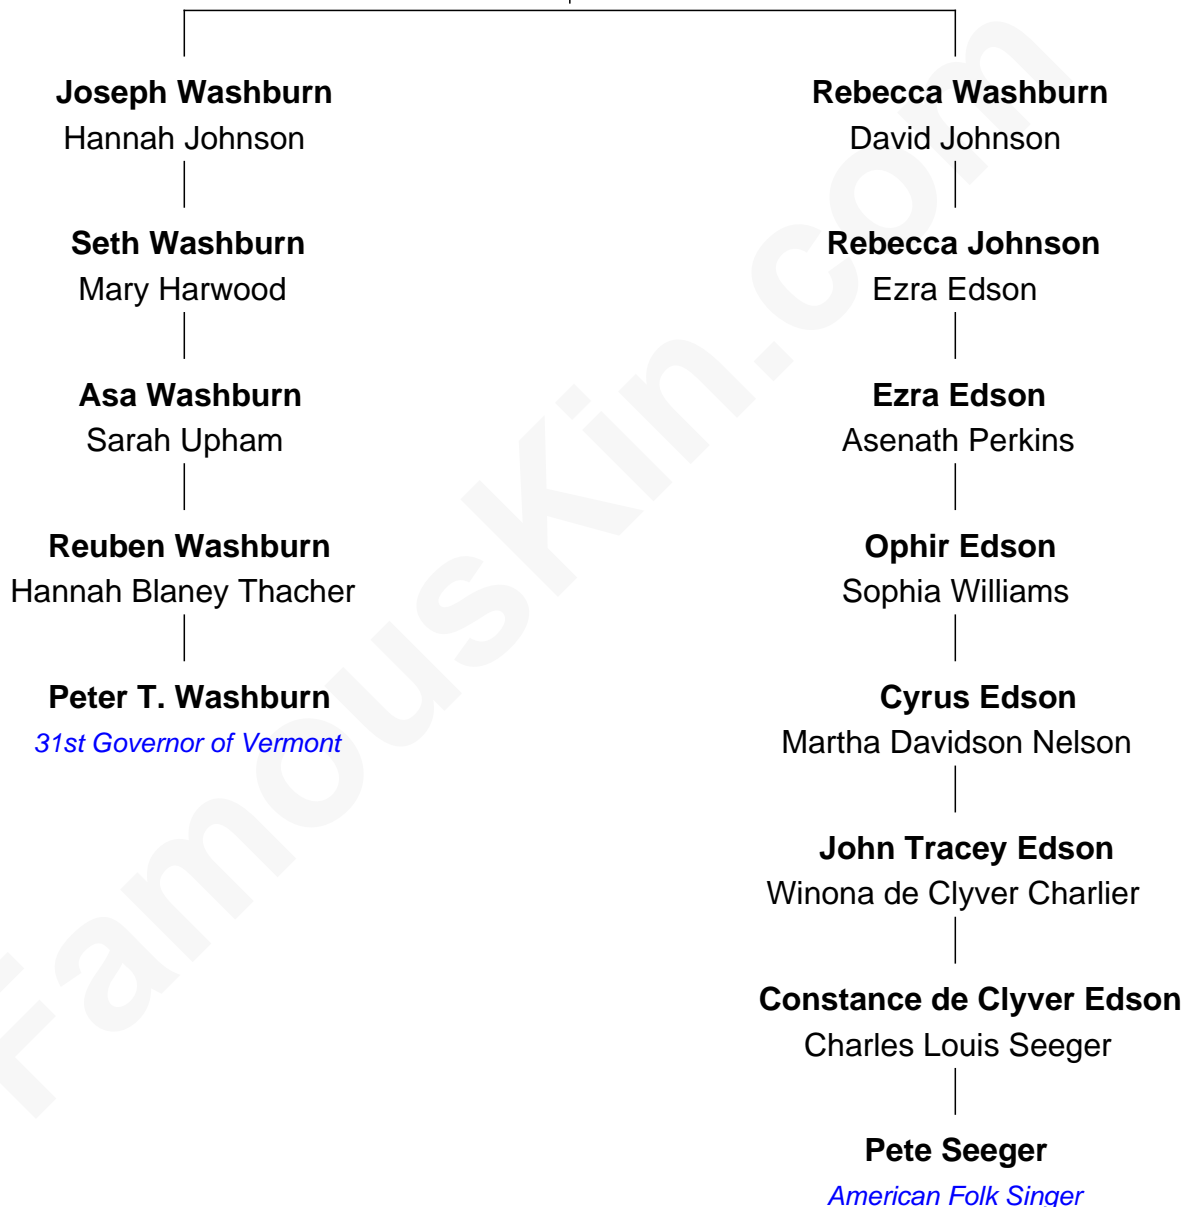 Joseph Washburn
Hannah Johnson
Seth Washburn
Mary Harwood
Asa Washburn
Sarah Upham
Reuben Washburn
Hannah Blaney Thacher
Peter T. Washburn
31st Governor of Vermont
Rebecca Washburn
David Johnson
Rebecca Johnson
Ezra Edson
Ezra Edson
Asenath Perkins
Ophir Edson
Sophia Williams
Cyrus Edson
Martha Davidson Nelson
John Tracey Edson
Winona de Clyver Charlier
Constance de Clyver Edson
Charles Louis Seeger
Pete Seeger
American Folk Singer
FamousKin.com